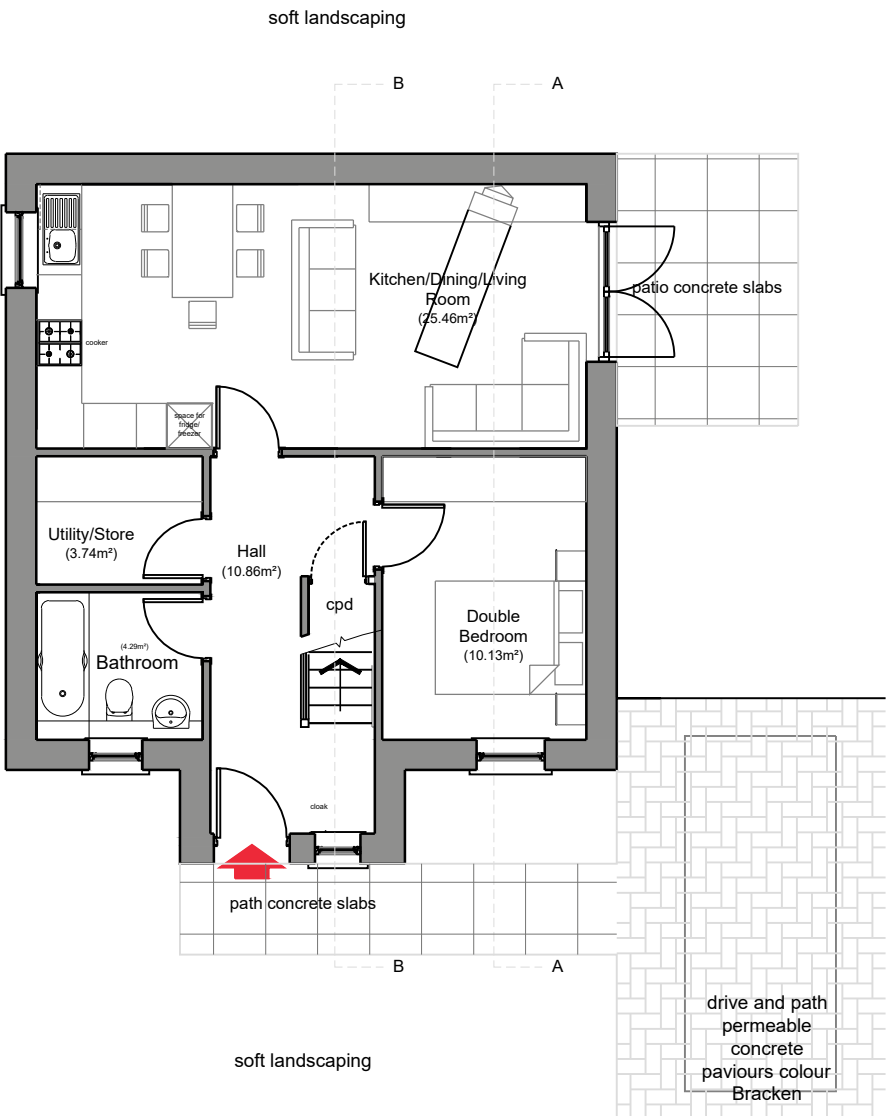 soft landscaping
B
A
Kitchen/Dining/Living
Room
(25.46m²)
patio concrete slabs
cooker
space for
fridge/
freezer
Utility/Store
(3.74m²)
Hall
(10.86m²)
cpd
Double
Bedroom
(10.13m²)
(4.29m²)
Bathroom
cloak
path concrete slabs
B
A
drive and path
permeable
concrete
paviours colour
Bracken
soft landscaping